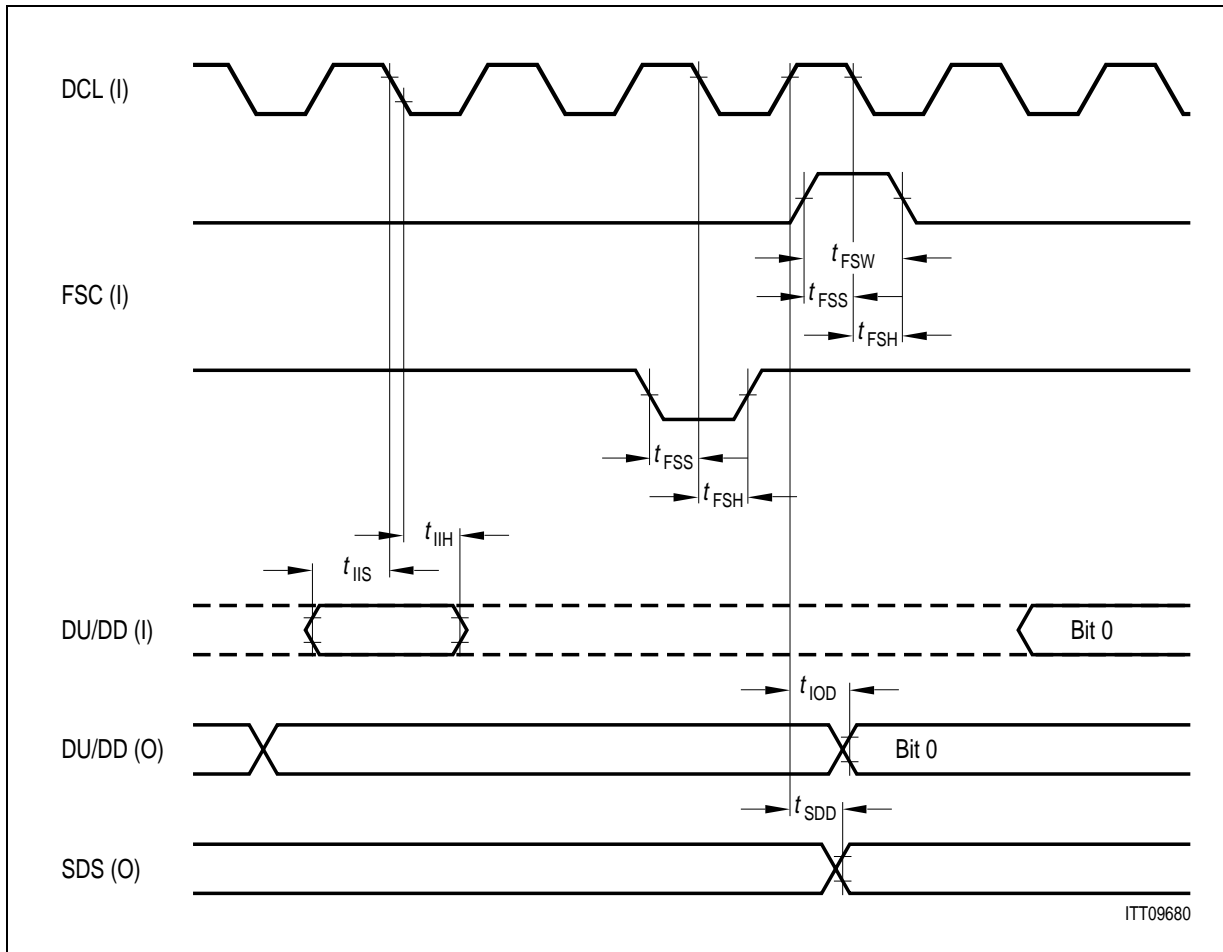 DCL (I)
FSC (I)
t FSW
t FSS
t FSH
t FSS
t FSH
t IIH
t IIS
DU/DD (I)
Bit 0
t IOD
DU/DD (O)
Bit 0
t SDD
SDS (O)
ITT09680